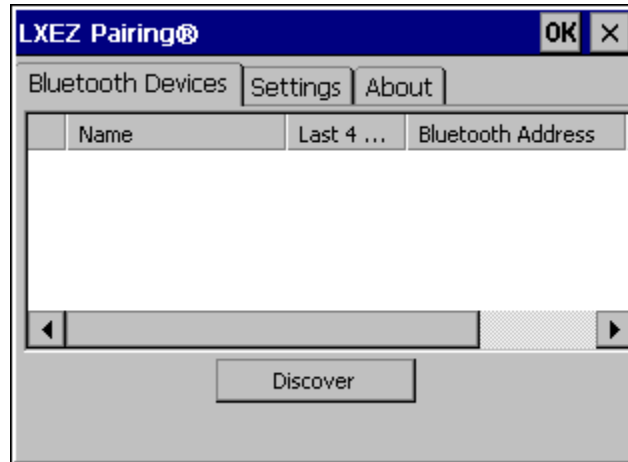 LXEZ Pairing® OK ×
Bluetooth Devices Settings About
Name Last 4 ... Bluetooth Address
Discover